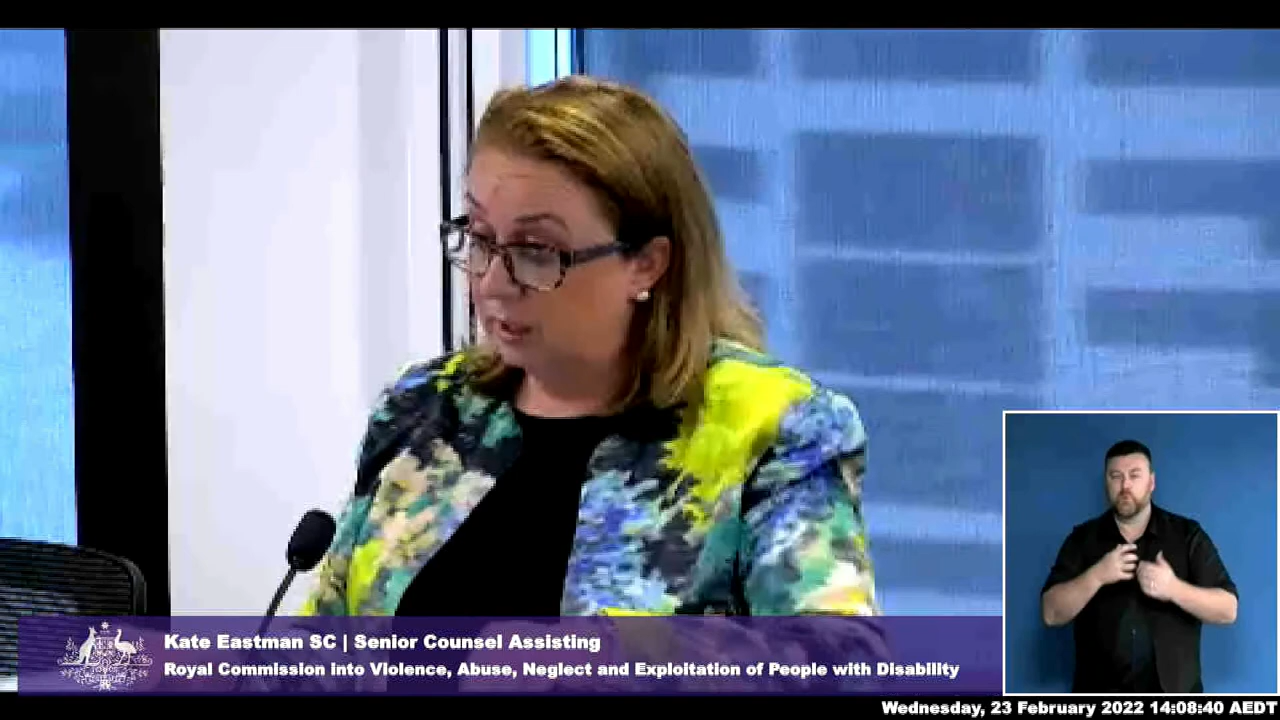 Kate Eastman SC | Senior Counsel Assisting
Royal Commission into Violence, Abuse, Neglect and Exploitation of People with Disability
Wednesday, 23 February 2022 14:08:40 AEDT